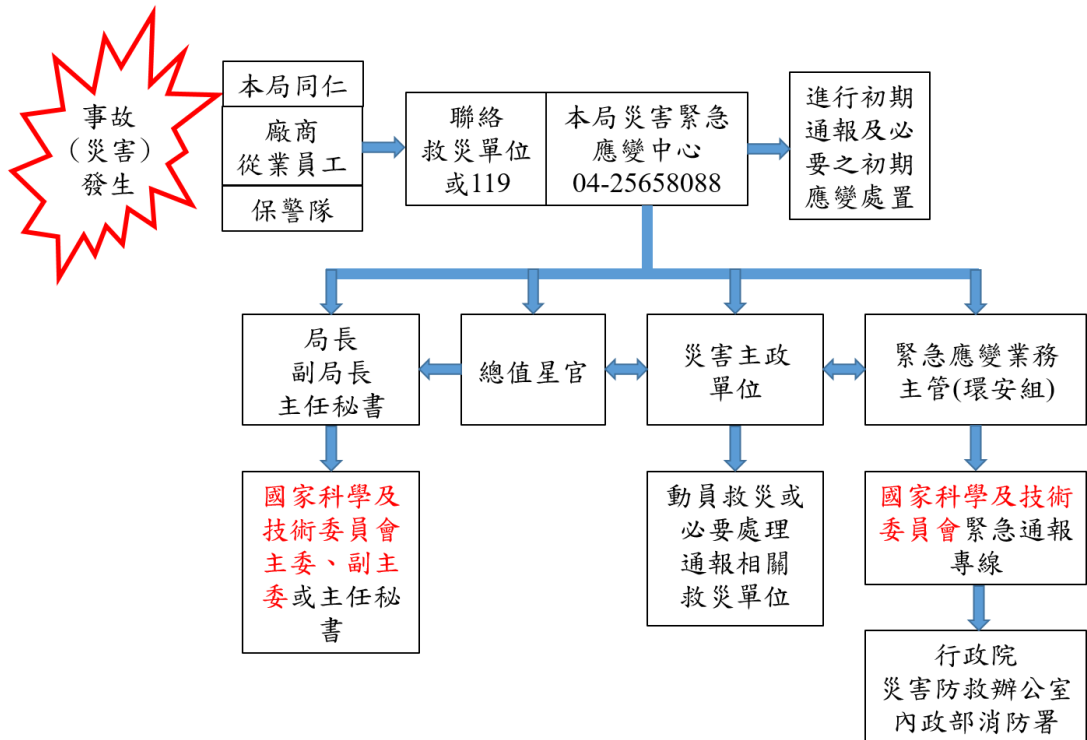 事故
（災害）
發生
本局同仁
廠商
從業員工
保警隊
聯絡
救災單位
或119
本局災害緊急
應變中心
04-25658088
進行初期
通報及必
要之初期
應變處置
局長
副局長
主任秘書
總值星官
災害主政
單位
緊急應變業務
主管(環安組)
國家科學及
技術委員會
主委、副主
委或主任秘
書
動員救災或
必要處理
通報相關
救災單位
國家科學及技術
委員會緊急通報
專線
行政院
災害防救辦公室
內政部消防署